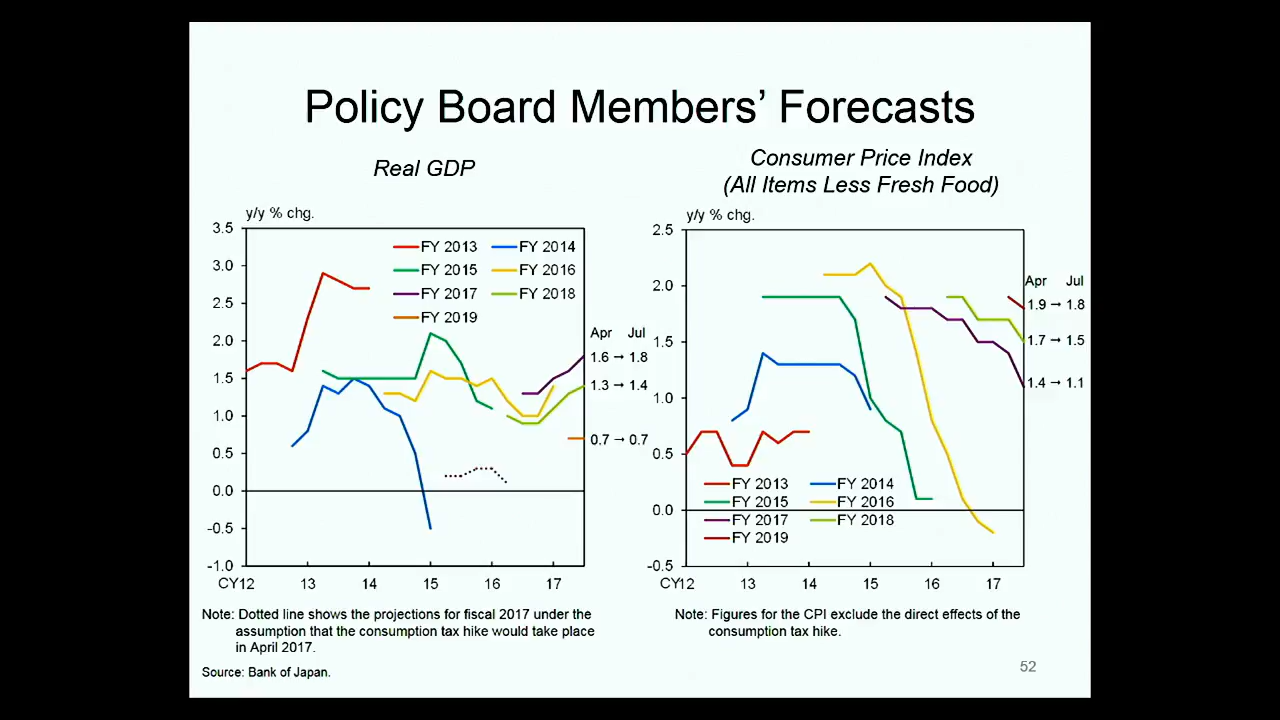 Policy Board Members’ Forecasts
Real GDP
y/y % chg.
3.5
3.0
2.5
2.0
1.5
1.0
0.5
0.0
-0.5
-1.0
FY 2013 FY 2014
FY 2015 FY 2016
FY 2017 FY 2018
FY 2019
Apr Jul
1.6 → 1.8
1.3 → 1.4
0.7 → 0.7
CY12 13 14 15 16 17
Note: Dotted line shows the projections for fiscal 2017 under the
assumption that the consumption tax hike would take place
in April 2017.
Source: Bank of Japan.
Consumer Price Index
(All Items Less Fresh Food)
y/y % chg.
2.5
2.0
1.5
1.0
0.5
0.0
-0.5
Apr Jul
1.9 → 1.8
1.7 → 1.5
1.4 → 1.1
FY 2013 FY 2014
FY 2015 FY 2016
FY 2017 FY 2018
FY 2019
CY12 13 14 15 16 17
Note: Figures for the CPI exclude the direct effects of the
consumption tax hike.
52